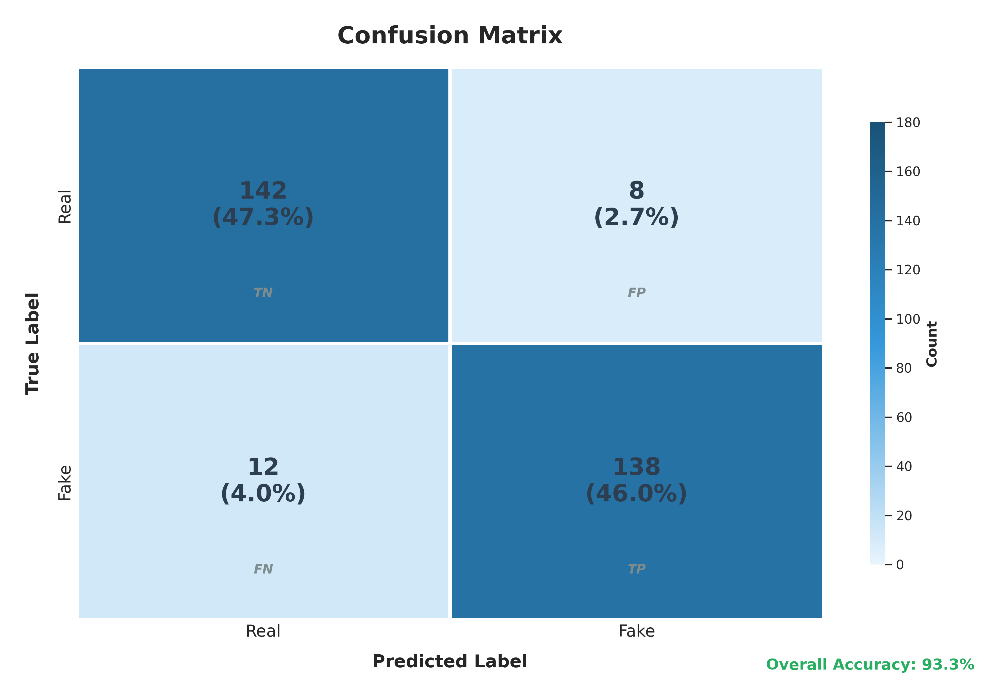 Confusion Matrix
True Label
Real
142
(47.3%)
TN
8
(2.7%)
FP
Fake
12
(4.0%)
FN
138
(46.0%)
TP
Real
Fake
Predicted Label
180
160
140
120
100
80
60
40
20
0
Count
Overall Accuracy: 93.3%